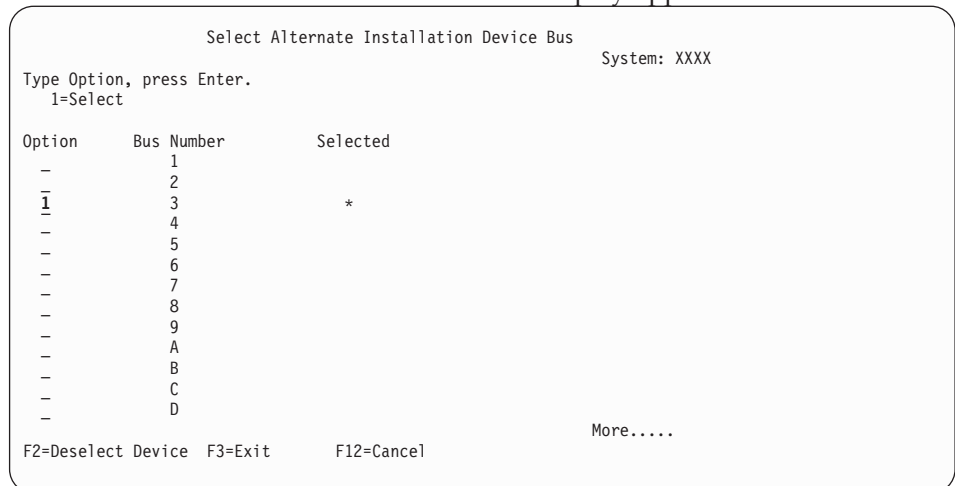 Select Alternate Installation Device Bus
System: XXXX
Type Option, press Enter.
1=Select
Option Bus Number Selected
_ 1
_ 2
1 3 *
_ 4
_ 5
_ 6
_ 7
_ 8
_ 9
_ A
_ B
_ C
_ D
More.....
F2=Deselect Device F3=Exit F12=Cancel